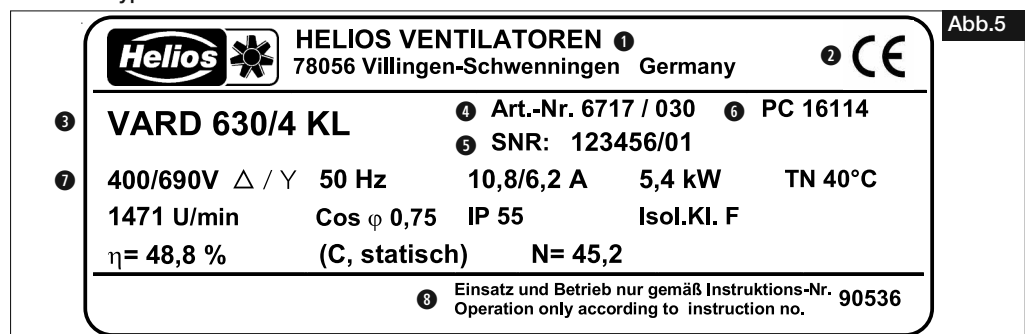 Abb.5
Helios HELIOS VENTILATOREN ❶ ❷ CE
78056 Villingen-Schwenningen Germany
❸ VARD 630/4 KL ❹ Art.-Nr. 6717 / 030 ❻ PC 16114
❺ SNR: 123456/01
❼ 400/690V △ / Y 50 Hz 10,8/6,2 A 5,4 kW TN 40°C
1471 U/min Cos φ 0,75 IP 55 Isol.Kl. F
η= 48,8 % (C, statisch) N= 45,2
❽ Einsatz und Betrieb nur gemäß Instruktions-Nr. 90536
Operation only according to instruction no.